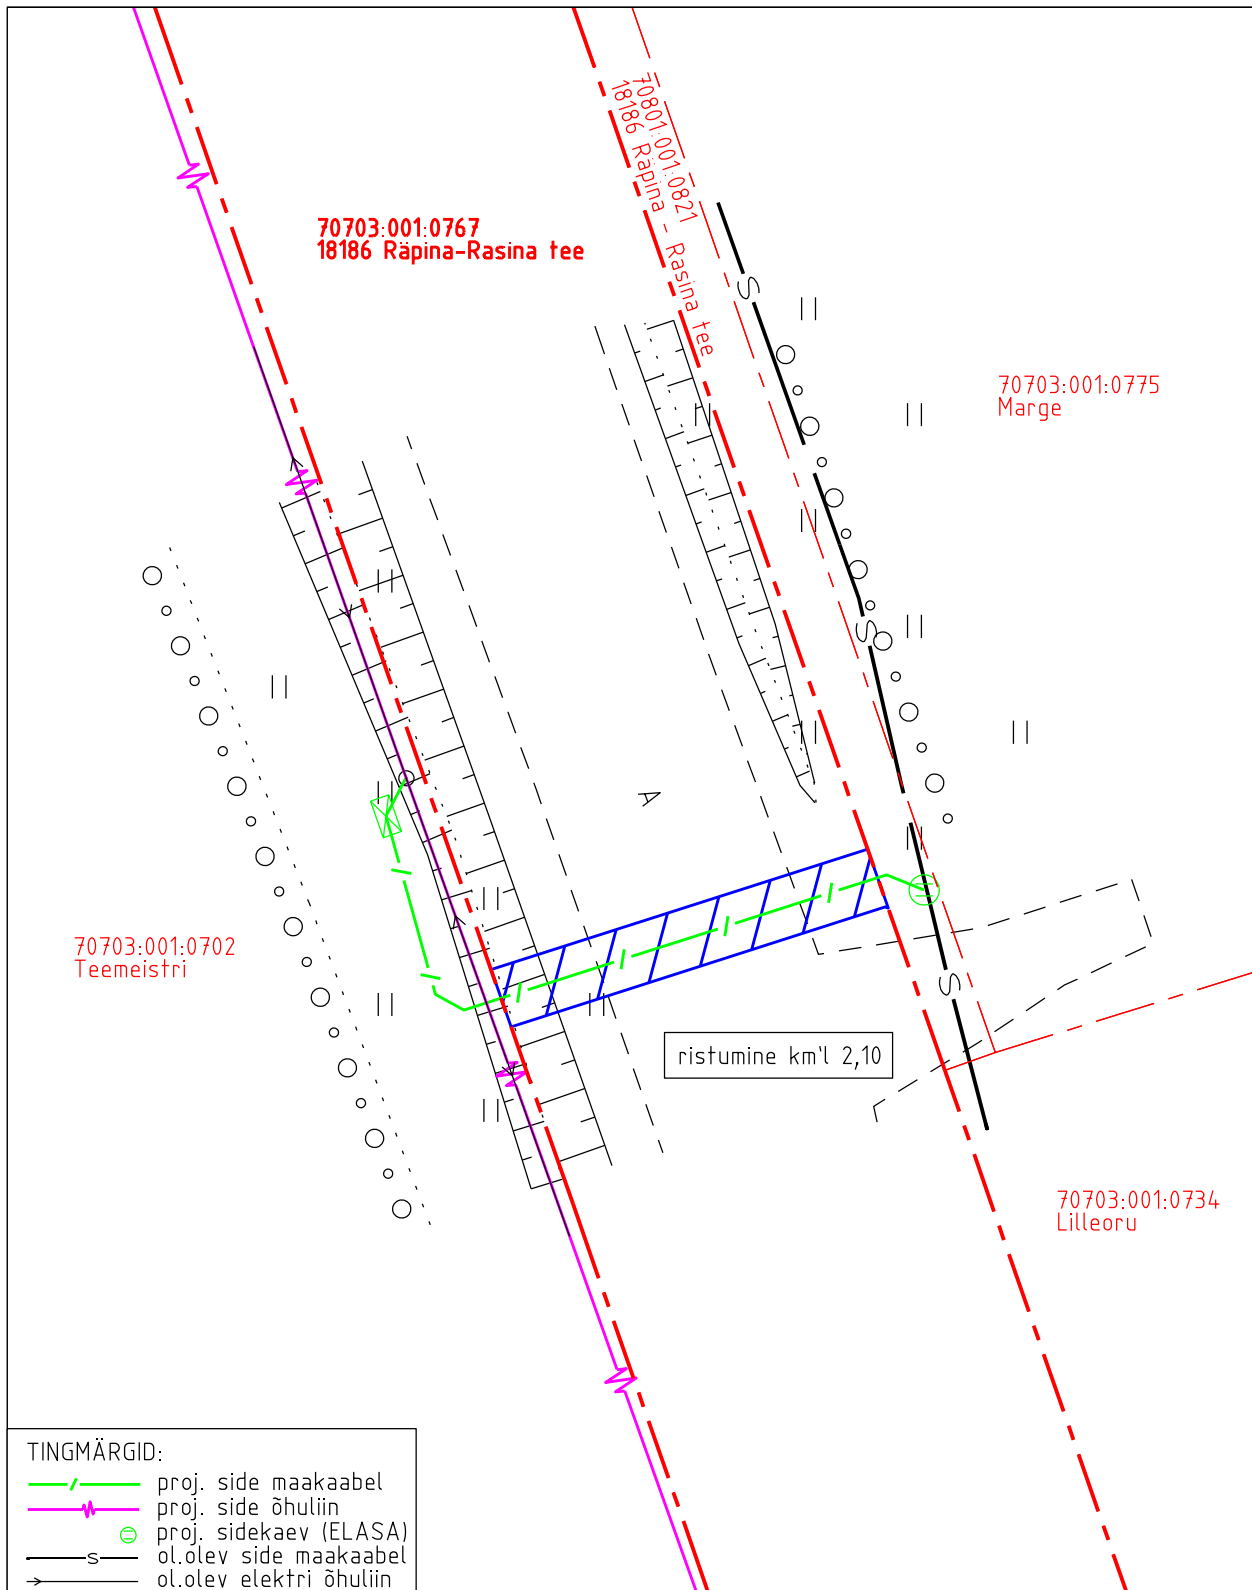 70801:001:0821
18186 Räpina - Rasina tee
70703:001:0767
18186 Räpina-Rasina tee
S
70703:001:0775
Marge
S
A
70703:001:0702
Teemeistri
S
ristumine km'l 2,10
70703:001:0734
Lilleoru
TINGMÄRGID:
proj. side maakaabel
proj. side õhuliin
proj. sidekaev (ELASA)
S ol.olev side maakaabel
ol.olev elektri õhuliin